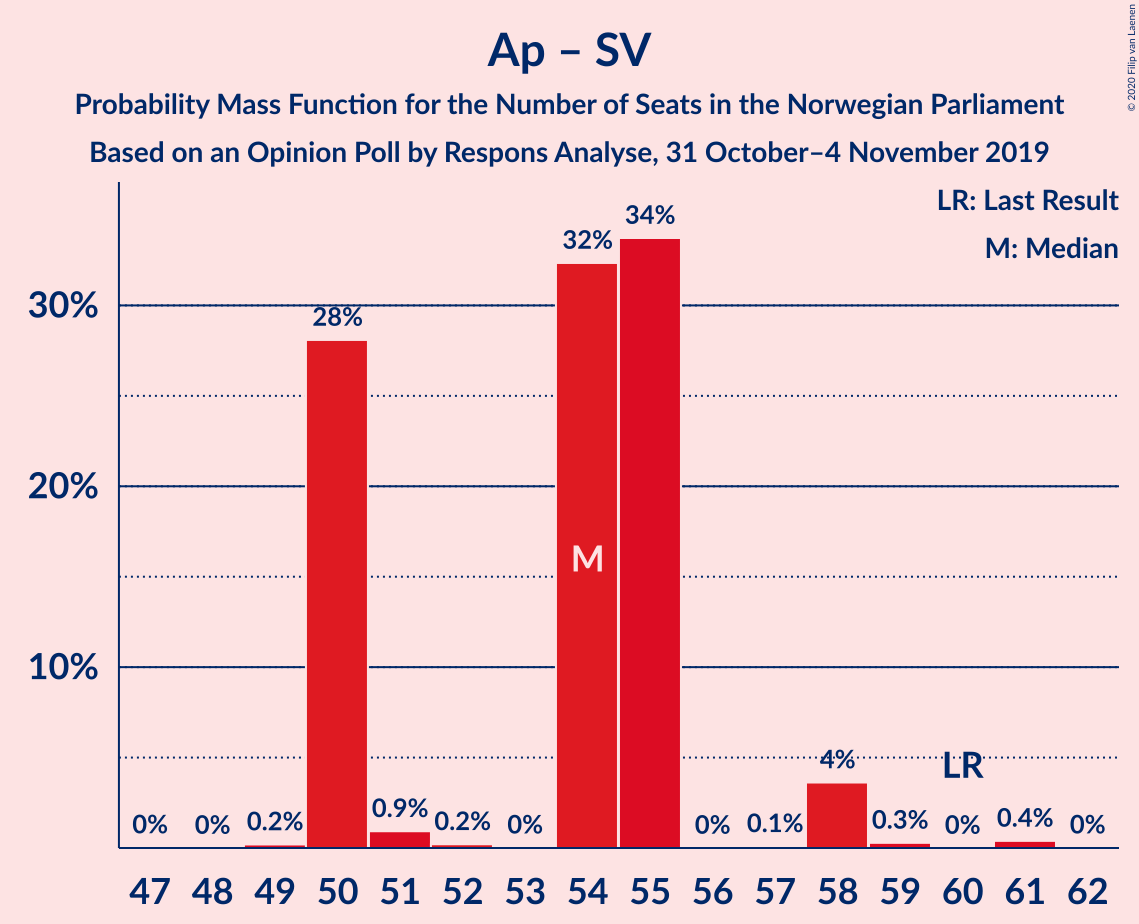 Ap – SV
Probability Mass Function for the Number of Seats in the Norwegian Parliament
Based on an Opinion Poll by Respons Analyse, 31 October–4 November 2019
© 2020 Filip van Laenen
LR: Last Result
M: Median
30%
20%
10%
0%
0%
0.2%
28%
0.9%
0.2%
0%
32%
34%
0%
0.1%
4%
0.3%
0%
0.4%
0%
M
LR
47 48 49 50 51 52 53 54 55 56 57 58 59 60 61 62